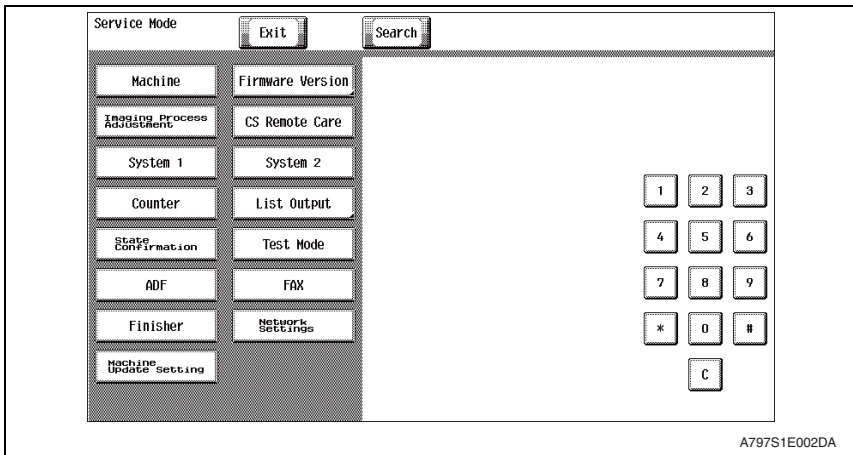 Service Mode
Exit
Search
Machine
Firmware Version
Imaging Process
Adjustment
CS Remote Care
System 1
System 2
Counter
List Output
State
Confirmation
Test Mode
ADF
FAX
Finisher
Network
Settings
Machine
Update Setting
1 2 3
4 5 6
7 8 9
* 0 #
C
A797S1E002DA